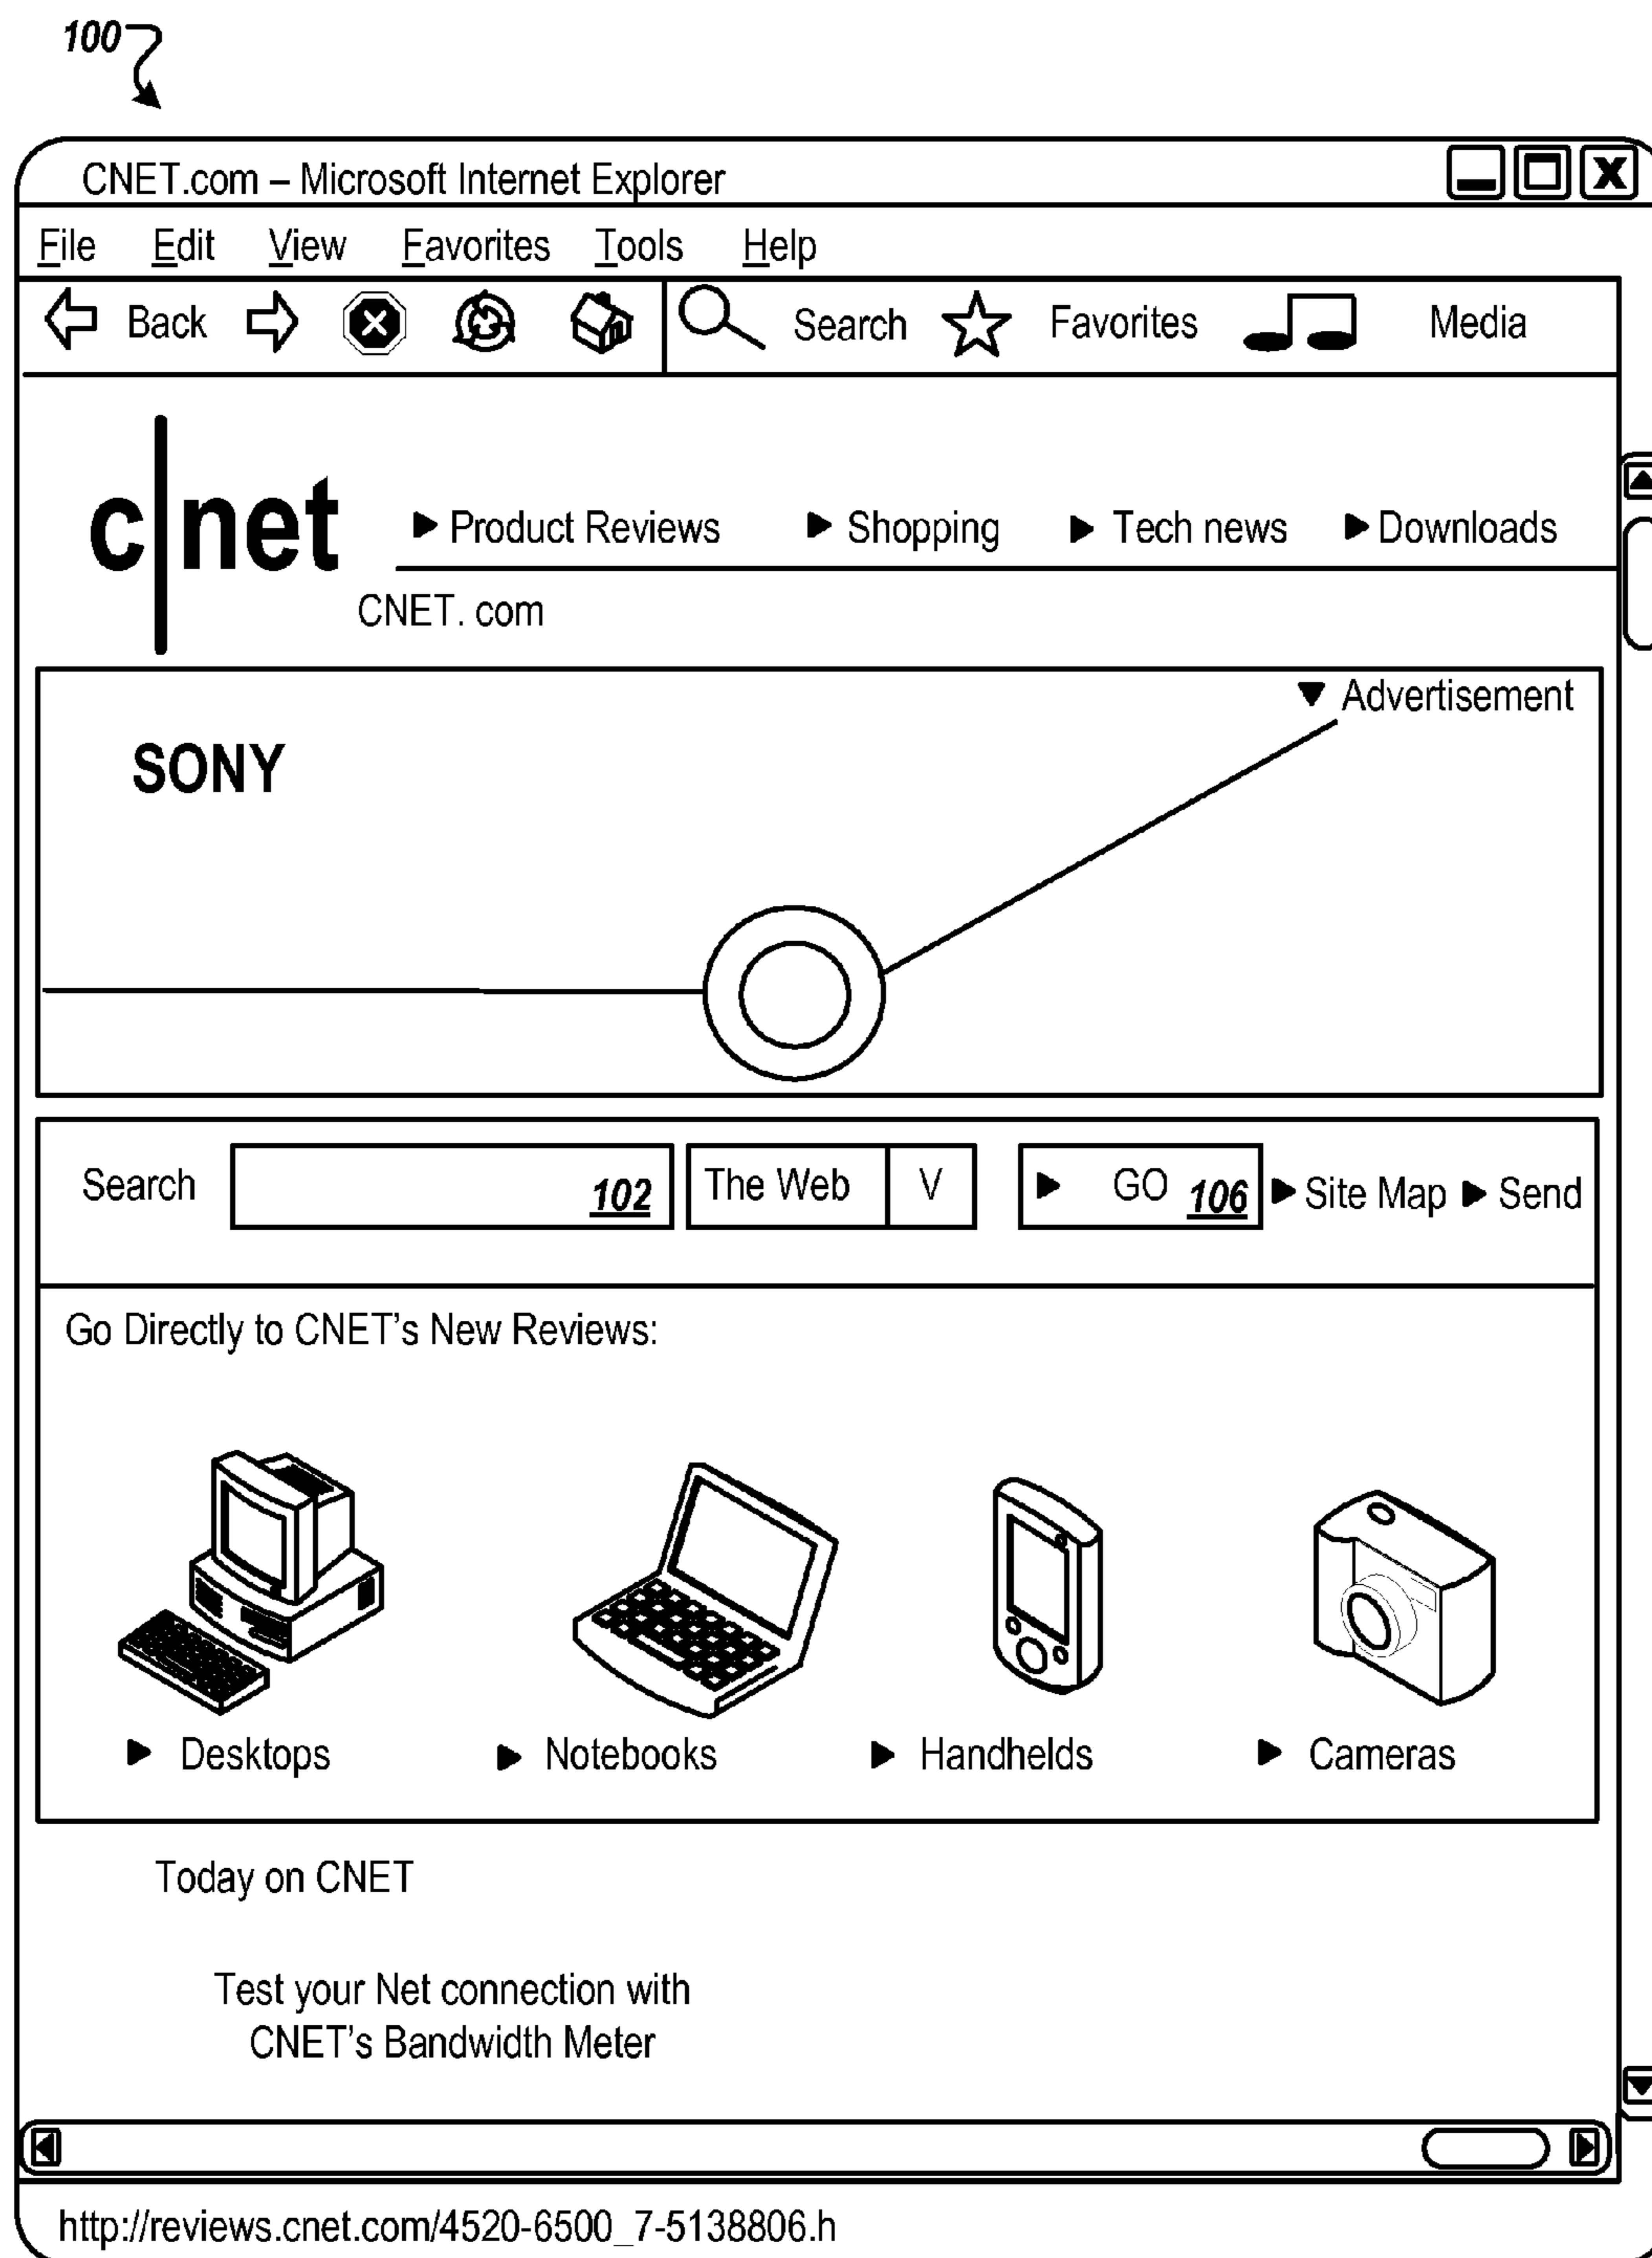 100
CNET.com – Microsoft Internet Explorer
File Edit View Favorites Tools Help
Back Search Favorites Media
c|net
Product Reviews Shopping Tech news Downloads
CNET. com
Advertisement
SONY
Search 102 The Web V GO 106 Site Map Send
Go Directly to CNET's New Reviews:
Desktops Notebooks Handhelds Cameras
Today on CNET
Test your Net connection with
CNET's Bandwidth Meter
http://reviews.cnet.com/4520-6500_7-5138806.h